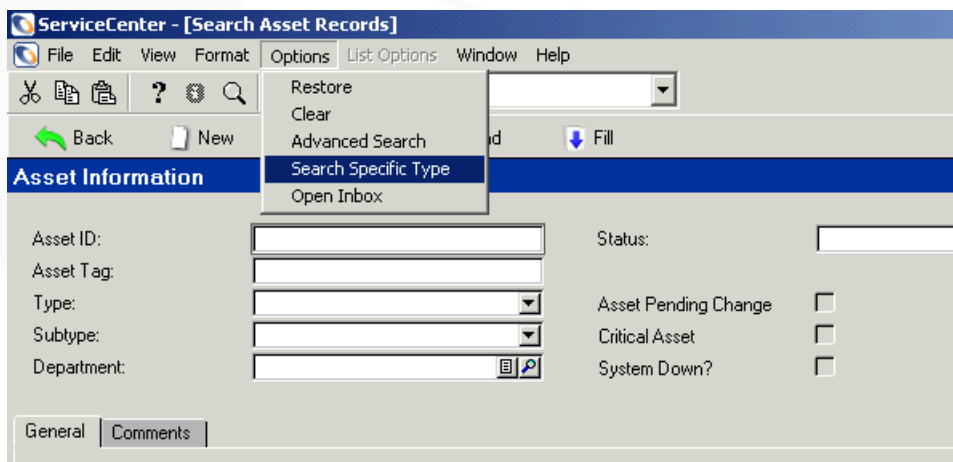 ServiceCenter - [Search Asset Records]
File Edit View Format Options List Options Window Help
Restore
Clear
Back New Advanced Search nd Fill
Asset Information Search Specific Type
Open Inbox
Asset ID: Status:
Asset Tag:
Type: Asset Pending Change
Subtype: Critical Asset
Department: System Down?
General Comments